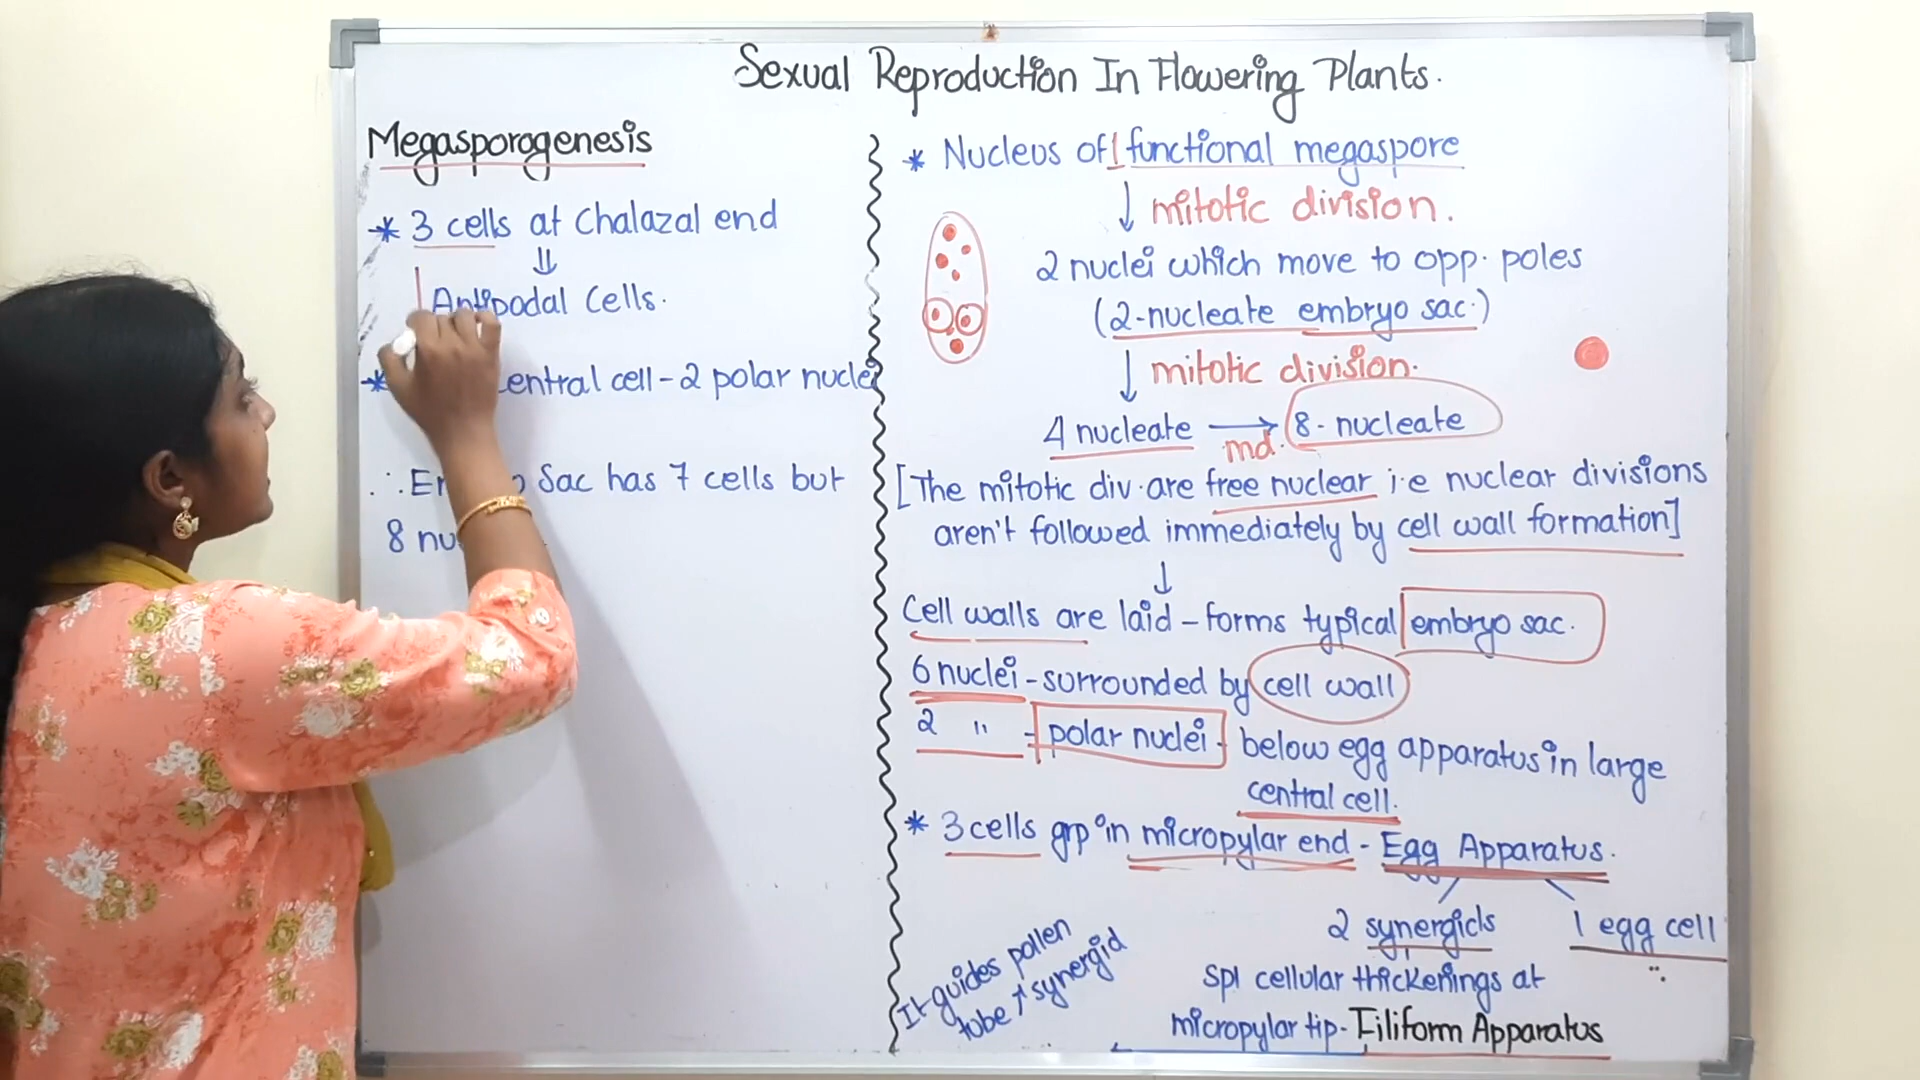 Sexual Reproduction In Flowering Plants.
Megasporogenesis
* 3 cells at Chalazal end
⇓
Antipodal Cells.
* central cell - 2 polar nuclei
∴ Sac has 7 cells but
8
* Nucleus of 1 functional megaspore
↓ mitotic division.
2 nuclei which move to opp. poles
(2-nucleate embryo sac.)
↓ mitotic division.
4 nucleate → 8- nucleate
md.
[The mitotic div. are free nuclear i.e nuclear divisions
aren't followed immediately by cell wall formation]
↓
Cell walls are laid - forms typical embryo sac.
6 nuclei - surrounded by cell wall
2 " - polar nuclei - below egg apparatus in large
central cell.
* 3 cells grp in micropylar end - Egg Apparatus.
2 synergids 1 egg cell
Spl cellular thickenings at
micropylar tip - Filiform Apparatus
It guides pollen
tube → synergid